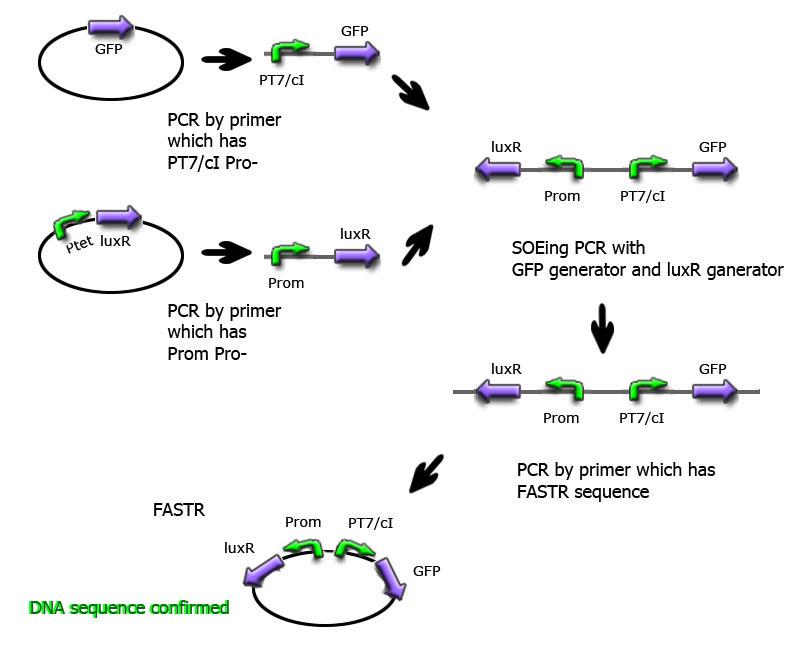 GFP
GFP
PT7/cI
PCR by primer
which has
PT7/cI Pro-
luxR
GFP
Prom
PT7/cI
SOEing PCR with
GFP generator and luxR ganerator
Ptet
luxR
luxR
Prom
PCR by primer
which has
Prom Pro-
luxR
GFP
Prom
PT7/cI
PCR by primer which has
FASTR sequence
FASTR
Prom
PT7/cI
luxR
GFP
DNA sequence confirmed